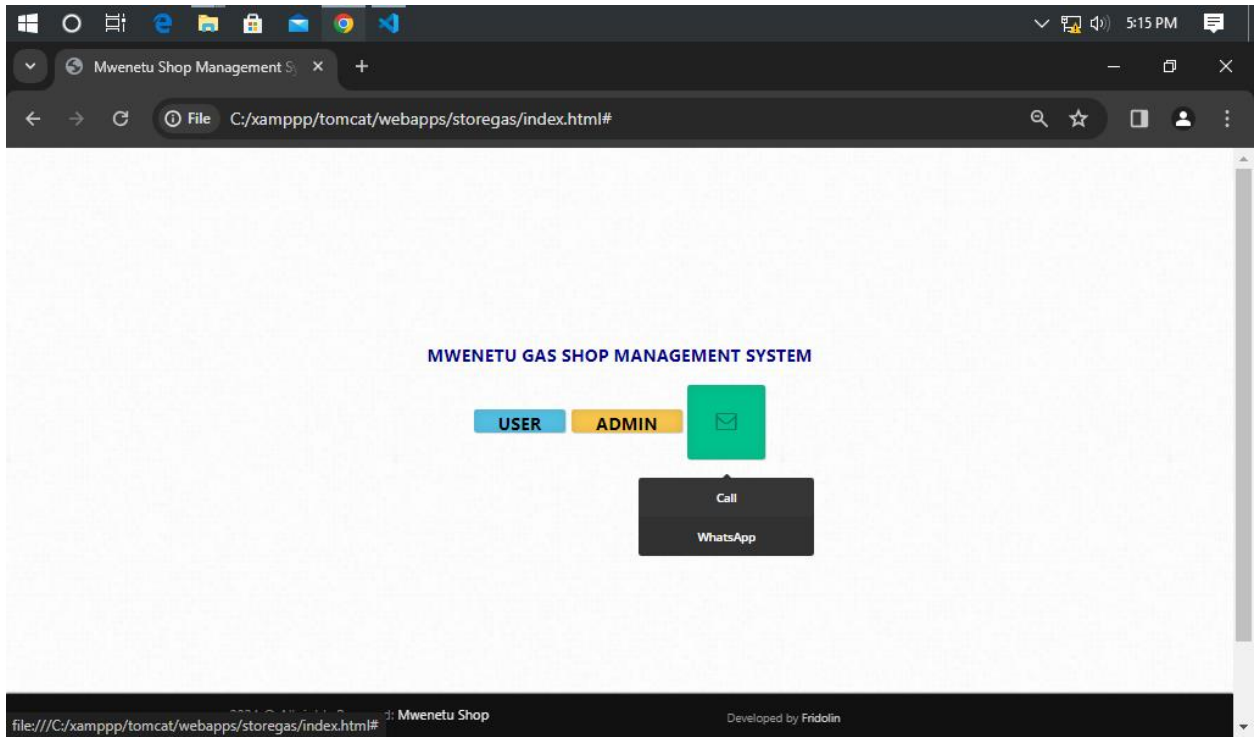 5:15 PM
Mwenetu Shop Management Sy
File C:/xamppp/tomcat/webapps/storegas/index.html#
MWENETU GAS SHOP MANAGEMENT SYSTEM
USER ADMIN
Call
WhatsApp
Mwenetu Shop
Developed by Fridolin
file:///C:/xamppp/tomcat/webapps/storegas/index.html#